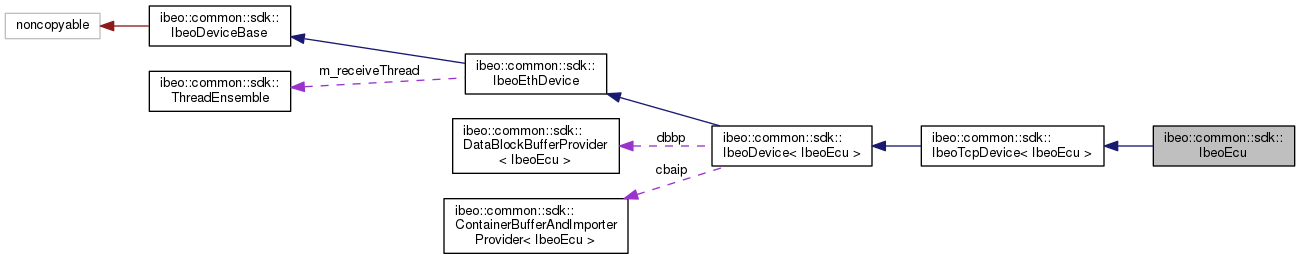 noncopyable
ibeo::common::sdk::
IbeoDeviceBase
ibeo::common::sdk::
ThreadEnsemble
m_receiveThread
ibeo::common::sdk::
IbeoEthDevice
ibeo::common::sdk::
DataBlockBufferProvider
< IbeoEcu >
dbbp
ibeo::common::sdk::
ContainerBufferAndImporter
Provider< IbeoEcu >
cbaip
ibeo::common::sdk::
IbeoDevice< IbeoEcu >
ibeo::common::sdk::
IbeoTcpDevice< IbeoEcu >
ibeo::common::sdk::
IbeoEcu